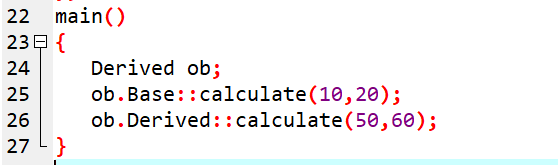 22 main()
23 {
24 Derived ob;
25 ob.Base::calculate(10,20);
26 ob.Derived::calculate(50,60);
27 }